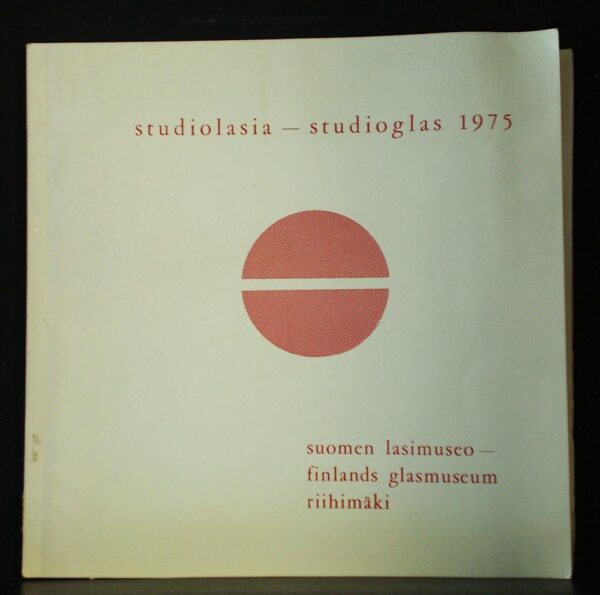 studiolasia — studioglas 1975
suomen lasimuseo —
finlands glasmuseum
riihimäki